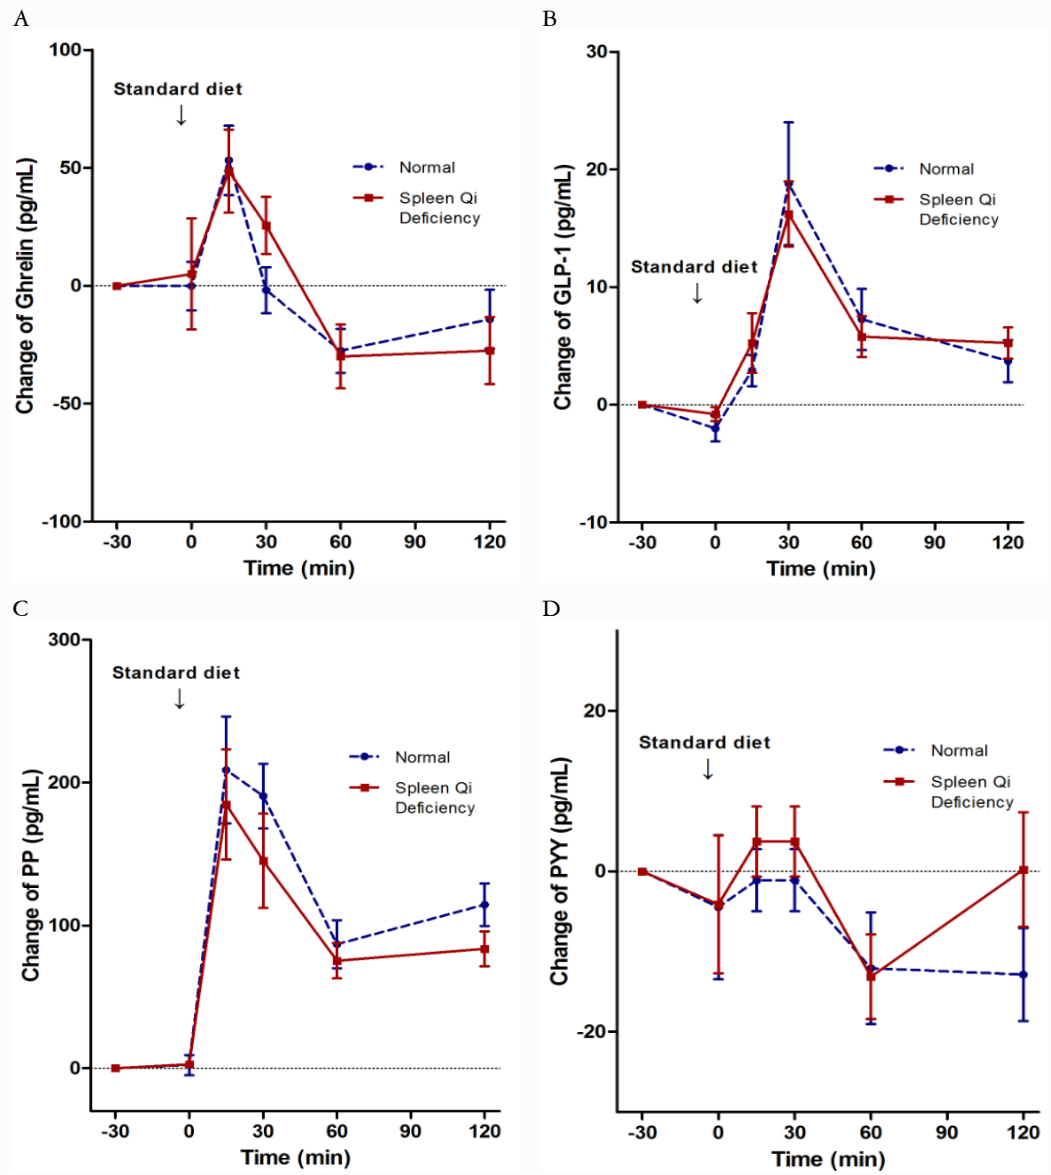 A
Change of Ghrelin (pg/mL)
100
50
0
-50
-100
Standard diet
↓
Normal
Spleen Qi
Deficiency
-30 0 30 60 90 120
Time (min)
B
Change of GLP-1 (pg/mL)
30
20
10
0
-10
Standard diet
↓
Normal
Spleen Qi
Deficiency
-30 0 30 60 90 120
Time (min)
C
Change of PP (pg/mL)
300
200
100
0
Standard diet
↓
Normal
Spleen Qi
Deficiency
-30 0 30 60 90 120
Time (min)
D
Change of PYY (pg/mL)
20
0
-20
Standard diet
↓
Normal
Spleen Qi
Deficiency
-30 0 30 60 90 120
Time (min)